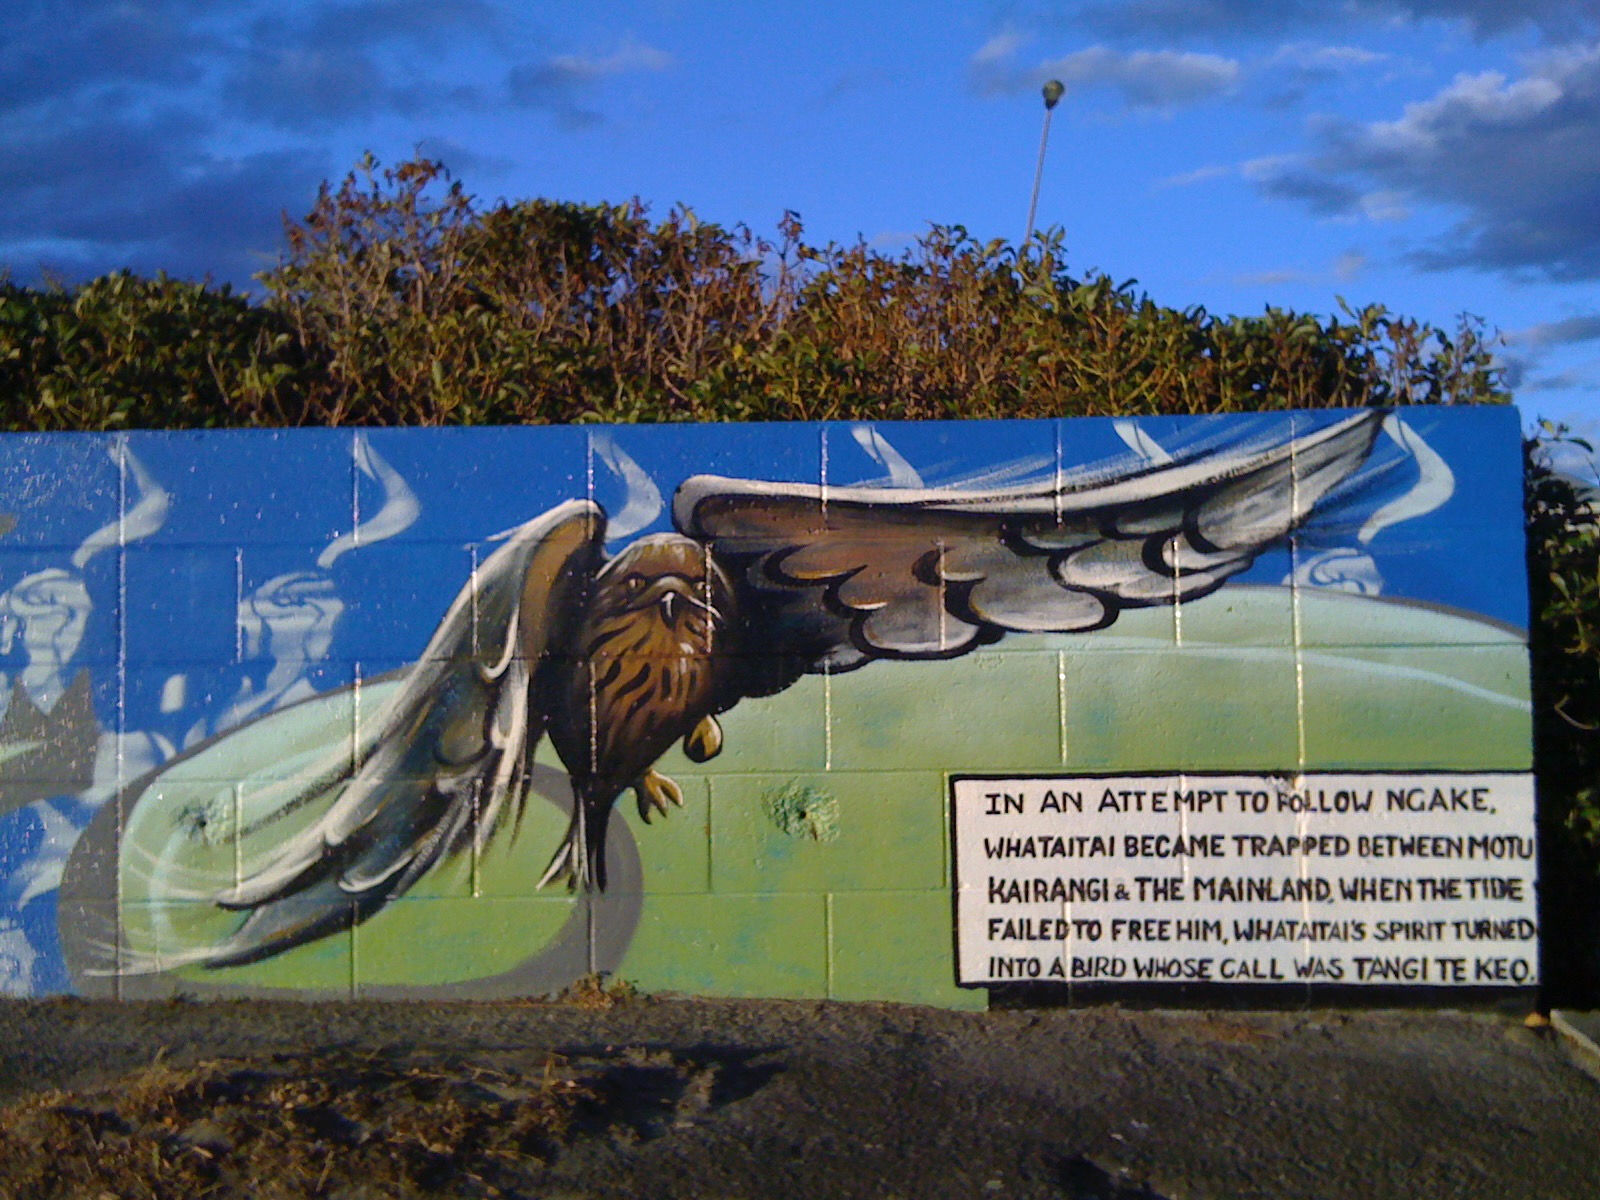 IN AN ATTEMPT TO FOLLOW NGAKE,
WHATAITAI BECAME TRAPPED BETWEEN MOTU
KAIRANGI & THE MAINLAND, WHEN THE TIDE
FAILED TO FREE HIM, WHATAITAI'S SPIRIT TURNED
INTO A BIRD WHOSE CALL WAS TANGI TE KEO.